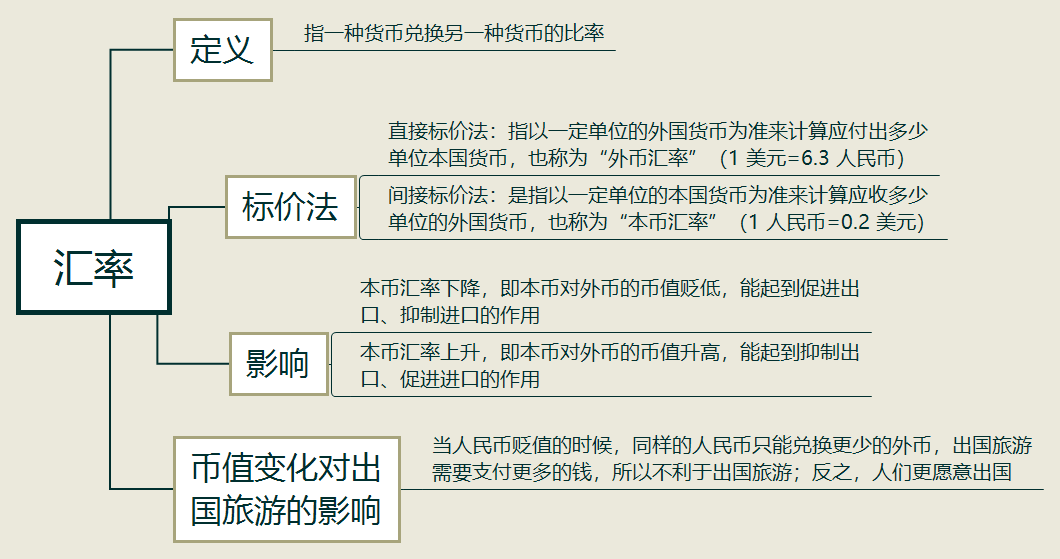 汇率
定义
指一种货币兑换另一种货币的比率
标价法
直接标价法：指以一定单位的外国货币为准来计算应付出多少
单位本国货币，也称为“外币汇率”（1 美元=6.3 人民币）
间接标价法：是指以一定单位的本国货币为准来计算应收多少
单位的外国货币，也称为“本币汇率”（1 人民币=0.2 美元）
影响
本币汇率下降，即本币对外币的币值贬低，能起到促进出
口、抑制进口的作用
本币汇率上升，即本币对外币的币值升高，能起到抑制出
口、促进进口的作用
币值变化对出
国旅游的影响
当人民币贬值的时候，同样的人民币只能兑换更少的外币，出国旅游
需要支付更多的钱，所以不利于出国旅游；反之，人们更愿意出国